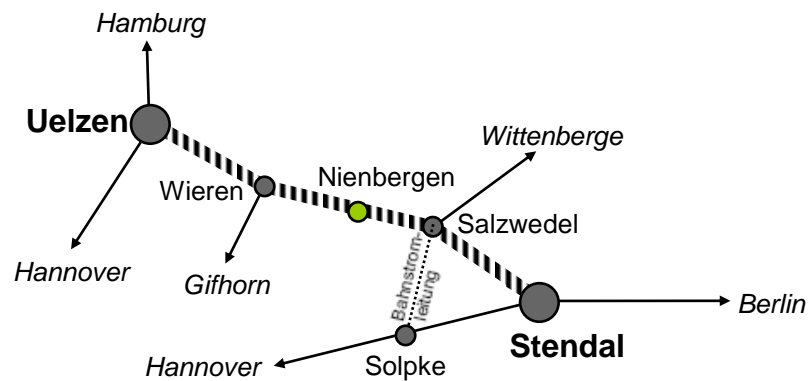 Hamburg
Uelzen
Wittenberge
Nienbergen
Wieren
Salzwedel
Hannover
Gifhorn
Bahnstrom-
leitung
Berlin
Stendal
Hannover
Solpke